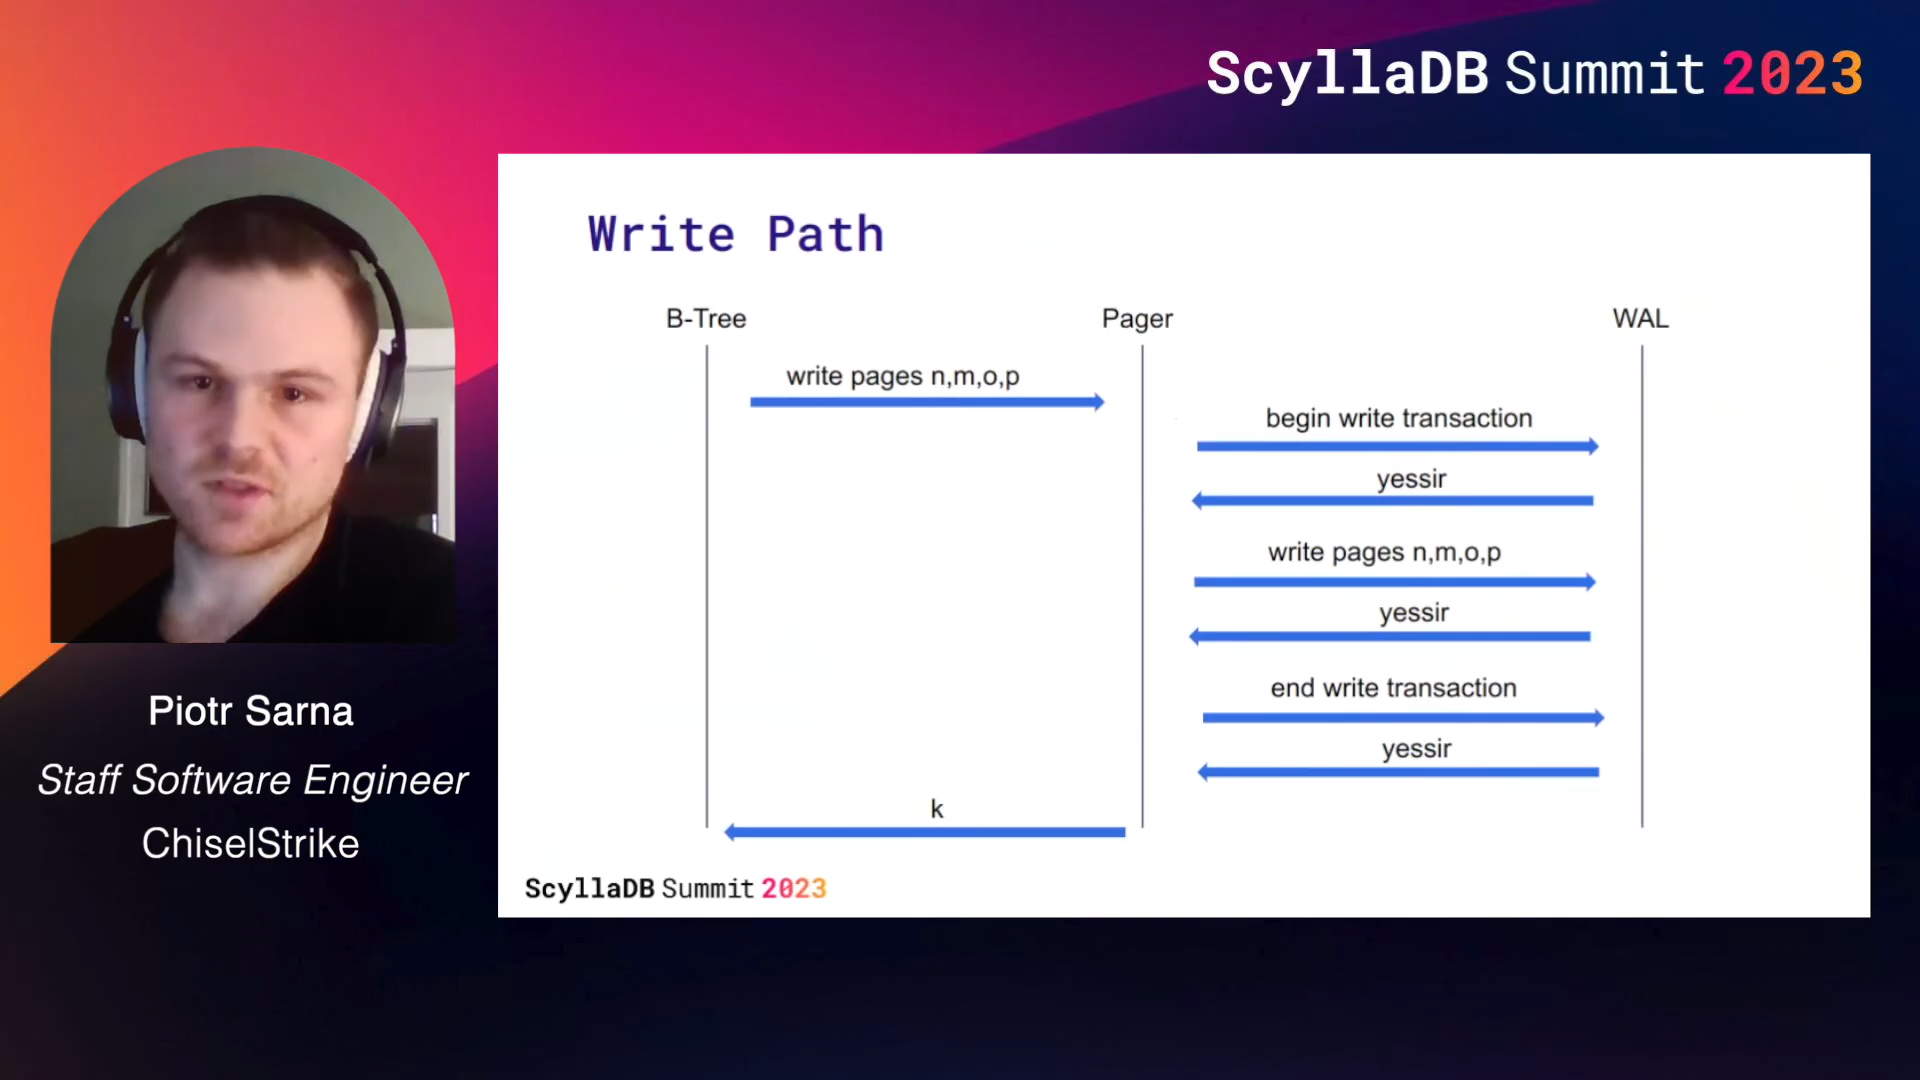 ScyllaDB Summit 2023
Write Path
B-Tree
Pager
WAL
write pages n,m,o,p
begin write transaction
yessir
write pages n,m,o,p
yessir
end write transaction
yessir
k
ScyllaDB Summit 2023
Piotr Sarna
Staff Software Engineer
ChiselStrike